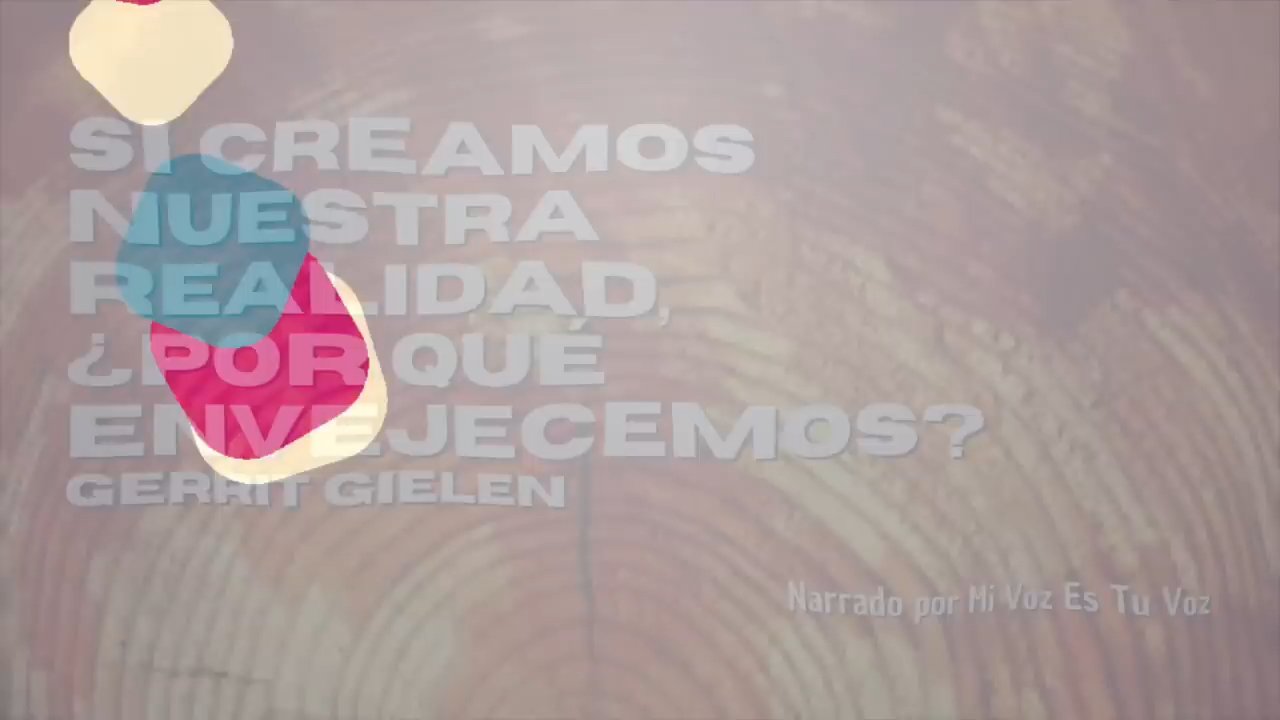 SI CREAMOS
NUESTRA
REALIDAD,
¿POR QUÉ
ENVEJECEMOS?
GERRIT GIELEN
Narrado por Mi Voz Es Tu Voz